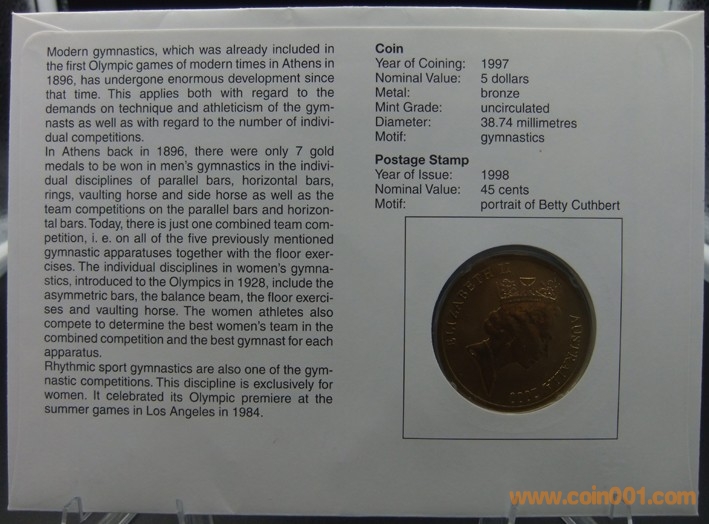 Modern gymnastics, which was already included in
the first Olympic games of modern times in Athens in
1896, has undergone enormous development since
that time. This applies both with regard to the
demands on technique and athleticism of the gym-
nasts as well as with regard to the number of indivi-
dual competitions.
In Athens back in 1896, there were only 7 gold
medals to be won in men's gymnastics in the indivi-
dual disciplines of parallel bars, horizontal bars,
rings, vaulting horse and side horse as well as the
team competitions on the parallel bars and horizon-
tal bars. Today, there is just one combined team com-
petition, i. e. on all of the five previously mentioned
gymnastic apparatuses together with the floor exer-
cises. The individual disciplines in women's gymna-
stics, introduced to the Olympics in 1928, include the
asymmetric bars, the balance beam, the floor exerci-
ses and vaulting horse. The women athletes also
compete to determine the best women's team in the
combined competition and the best gymnast for each
apparatus.
Rhythmic sport gymnastics are also one of the gym-
nastic competitions. This discipline is exclusively for
women. It celebrated its Olympic premiere at the
summer games in Los Angeles in 1984.
Coin
Year of Coining: 1997
Nominal Value: 5 dollars
Metal: bronze
Mint Grade: uncirculated
Diameter: 38.74 millimetres
Motif: gymnastics
Postage Stamp
Year of Issue: 1998
Nominal Value: 45 cents
Motif: portrait of Betty Cuthbert
ELIZABETH II
AUSTRALIA
2000
www.coin001.com